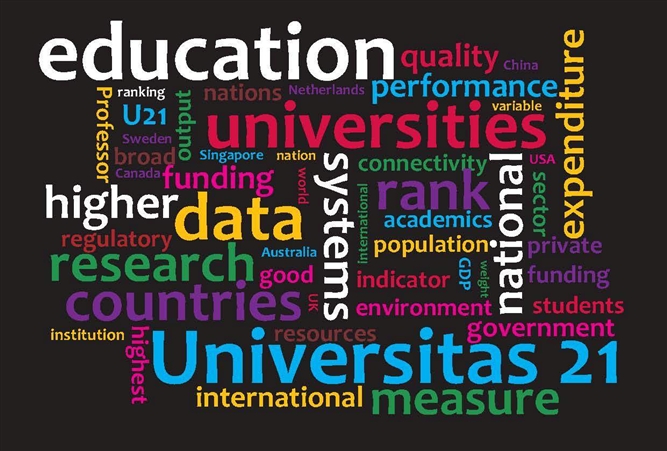 education
quality
China
expenditure
ranking
nations
Netherlands
performance
Professor
U21
output
variable
universities
Sweden
broad
Singapore
nation
systems
connectivity
national
USA
Canada
funding
world
rank
sector
higher
data
international
academics
regulatory
population
private
research
Australia
good
indicator
GDP
weight
funding
countries
UK
environment
students
institution
highest
resources
government
Universitas 21
international
measure